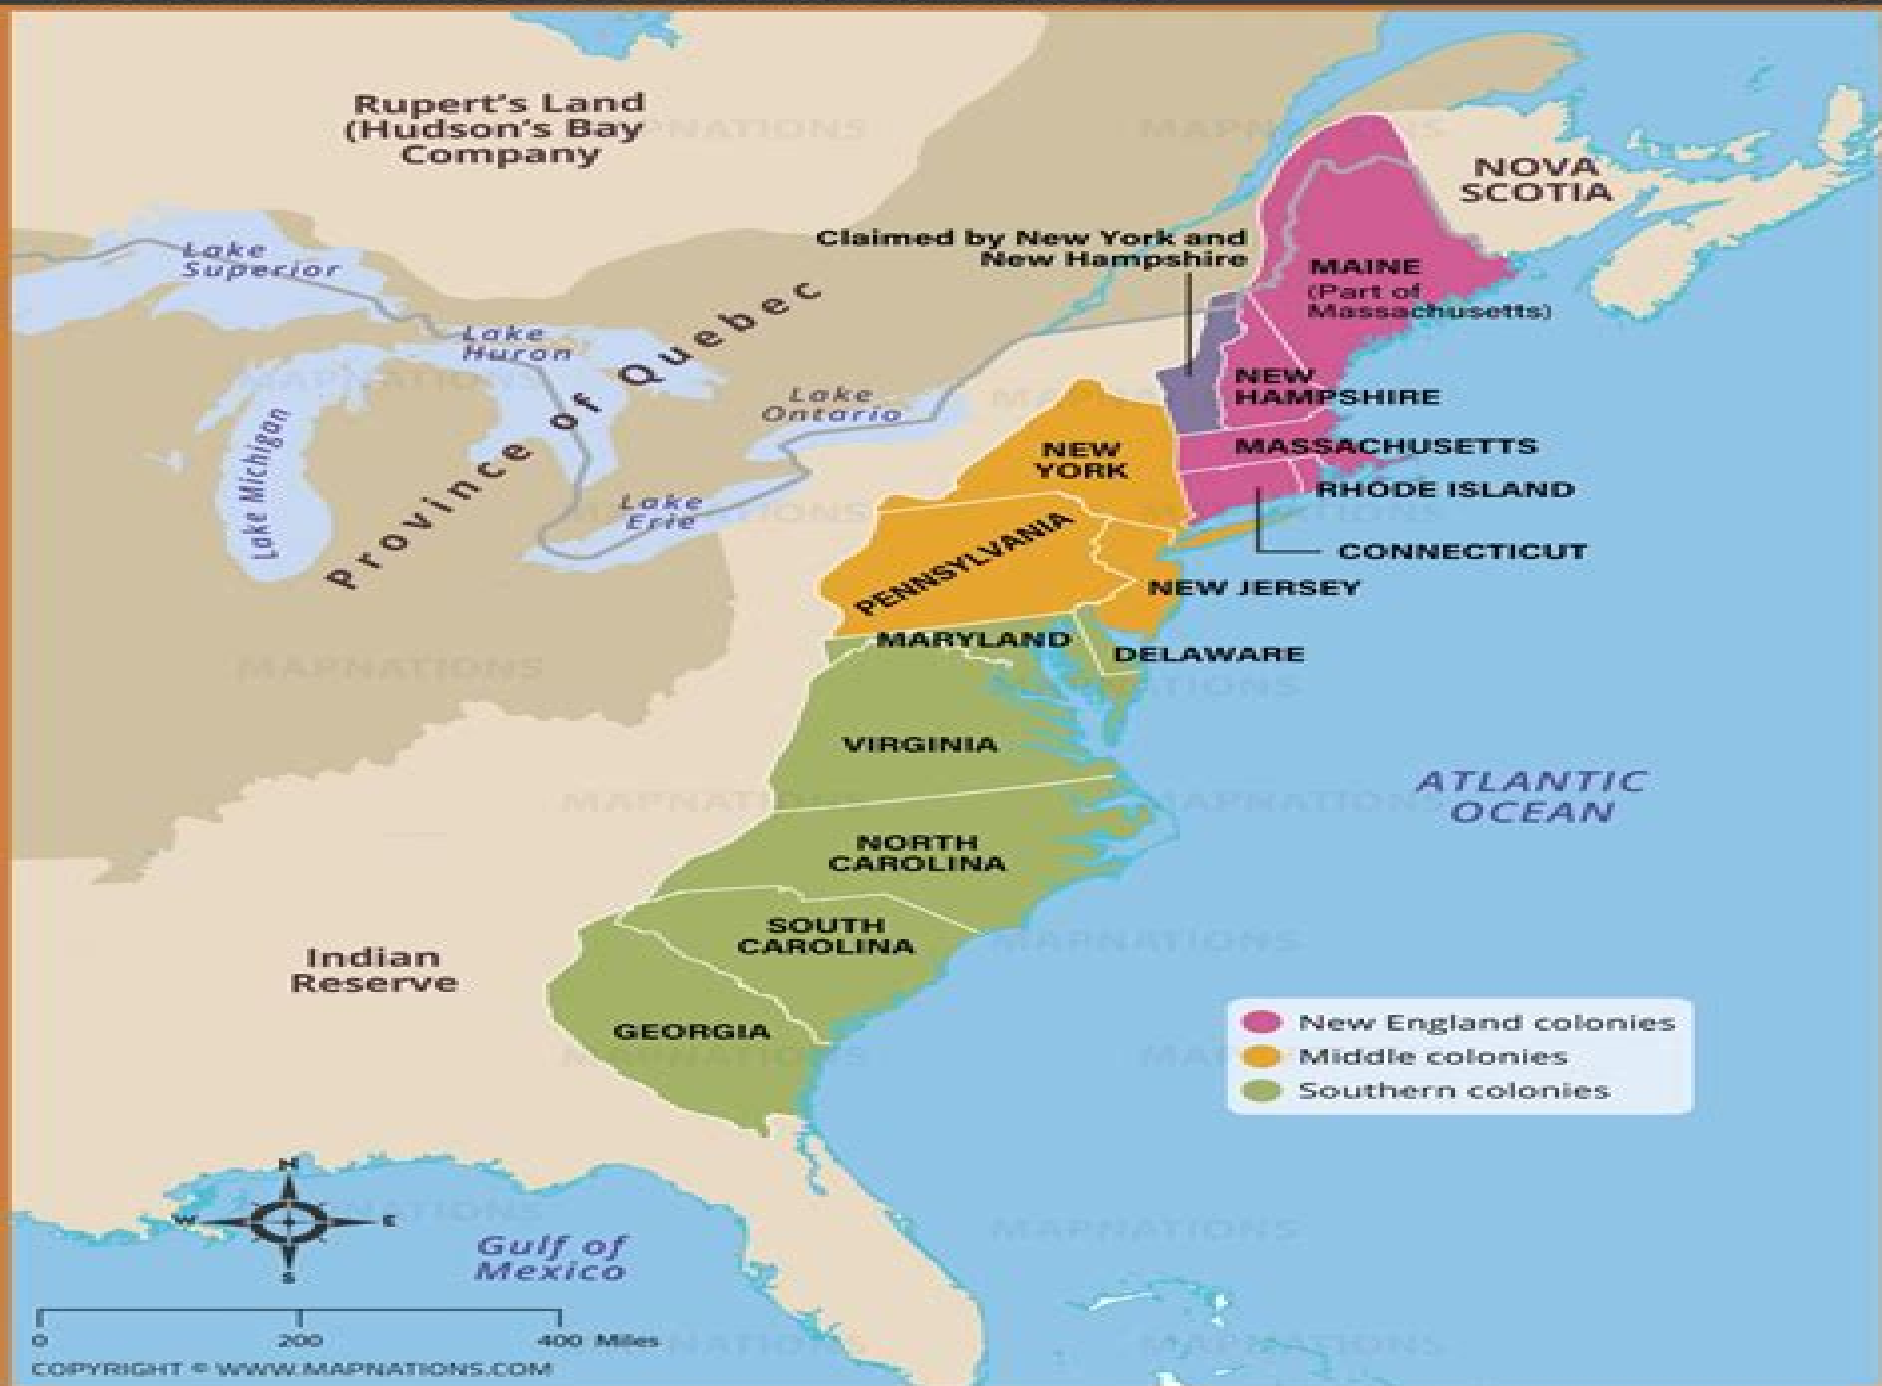 Rupert's Land
(Hudson's Bay
Company
NOVA
SCOTIA
Claimed by New York and
New Hampshire
Lake
Superior
MAINE
(Part of
Massachusetts)
Lake
Huron
Province of Quebec
Lake Michigan
Lake
Ontario
NEW
HAMPSHIRE
NEW
YORK
MASSACHUSETTS
RHODE ISLAND
Lake
Erie
CONNECTICUT
PENNSYLVANIA
NEW JERSEY
MARYLAND
DELAWARE
VIRGINIA
ATLANTIC
OCEAN
NORTH
CAROLINA
SOUTH
CAROLINA
Indian
Reserve
GEORGIA
New England colonies
Middle colonies
Southern colonies
N
W E
S
Gulf of
Mexico
0 200 400 Miles
COPYRIGHT © WWW.MAPNATIONS.COM
MAPNATIONS